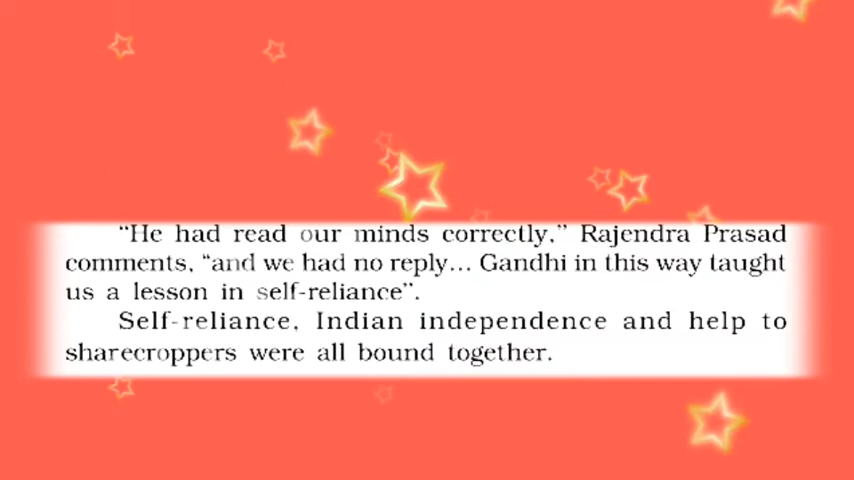 “He had read our minds correctly,” Rajendra Prasad
comments, “and we had no reply... Gandhi in this way taught
us a lesson in self-reliance”.
Self-reliance, Indian independence and help to
sharecroppers were all bound together.